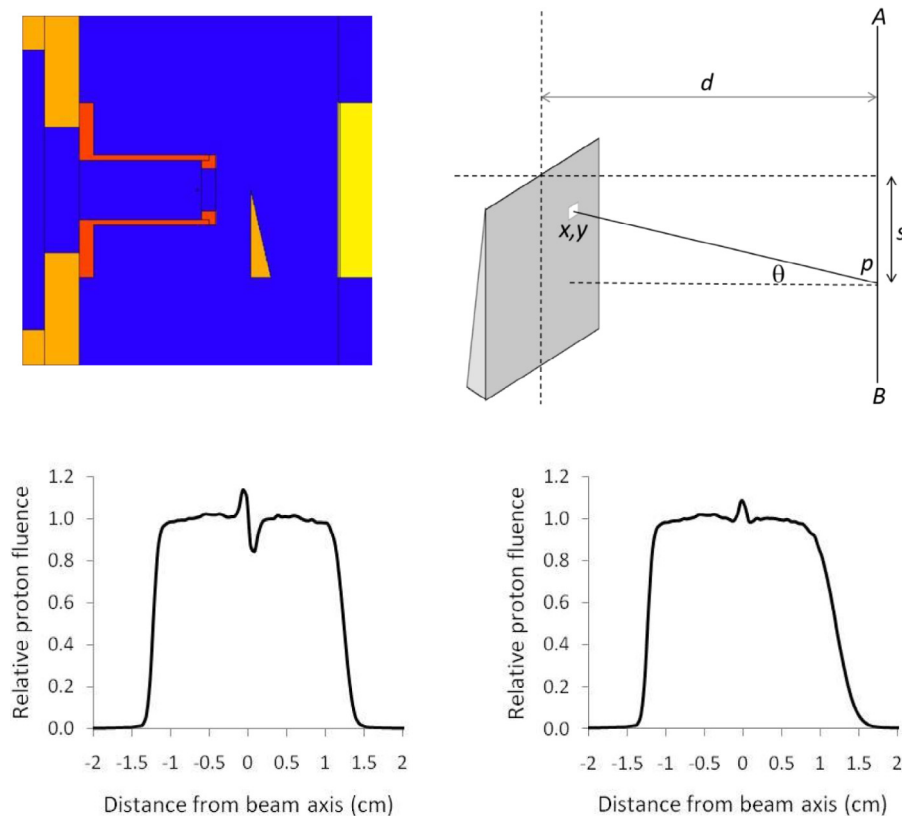 A
d
x,y
s
θ
p
B
1.2
1.0
0.8
0.6
0.4
0.2
0.0
Relative proton fluence
-2 -1.5 -1 -0.5 0 0.5 1 1.5 2
Distance from beam axis (cm)
1.2
1.0
0.8
0.6
0.4
0.2
0.0
Relative proton fluence
-2 -1.5 -1 -0.5 0 0.5 1 1.5 2
Distance from beam axis (cm)